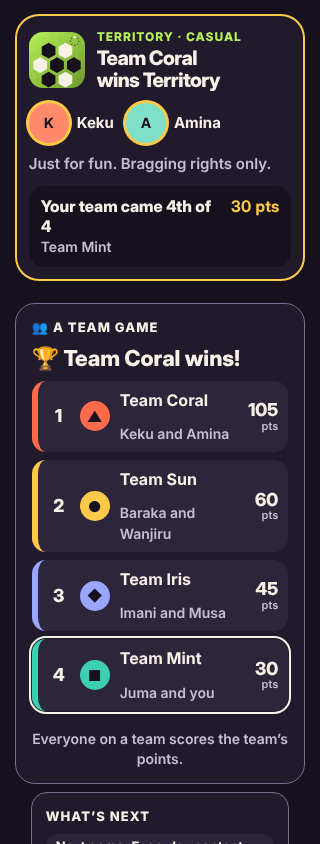 TERRITORY · CASUAL
Team Coral
wins Territory
K Keku A Amina
Just for fun. Bragging rights only.
Your team came 4th of 30 pts
4
Team Mint
👥 A TEAM GAME
🏆 Team Coral wins!
1 Team Coral 105
Keku and Amina pts
2 Team Sun 60
Baraka and pts
Wanjiru
3 Team Iris 45
Imani and Musa pts
4 Team Mint 30
Juma and you pts
Everyone on a team scores the team's
points.
WHAT'S NEXT